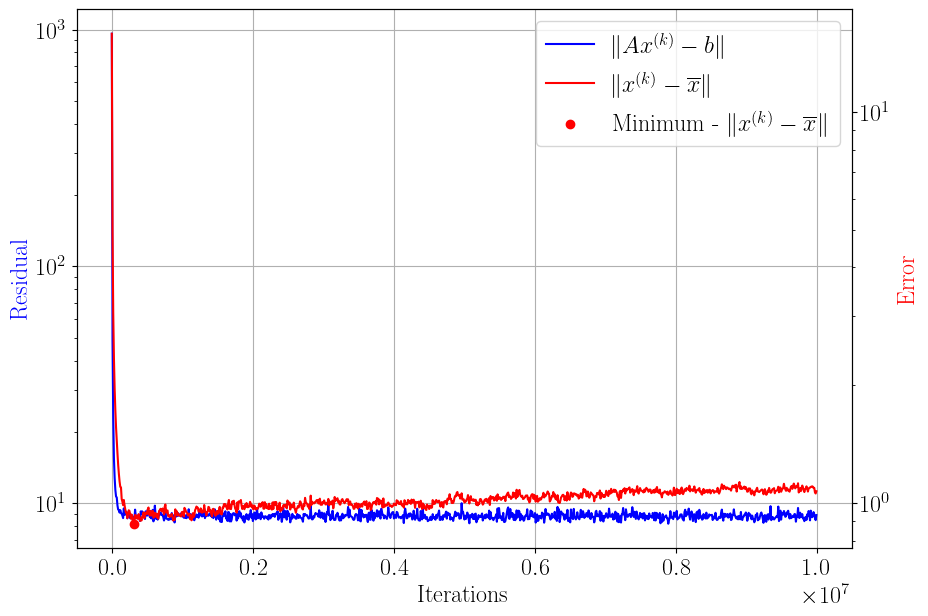 ‖Ax^{(k)} − b‖
‖x^{(k)} − x̅‖
Minimum - ‖x^{(k)} − x̅‖
10^3
10^2
10^1
Residual
10^1
10^0
Error
0.0 0.2 0.4 0.6 0.8 1.0
Iterations
×10^7